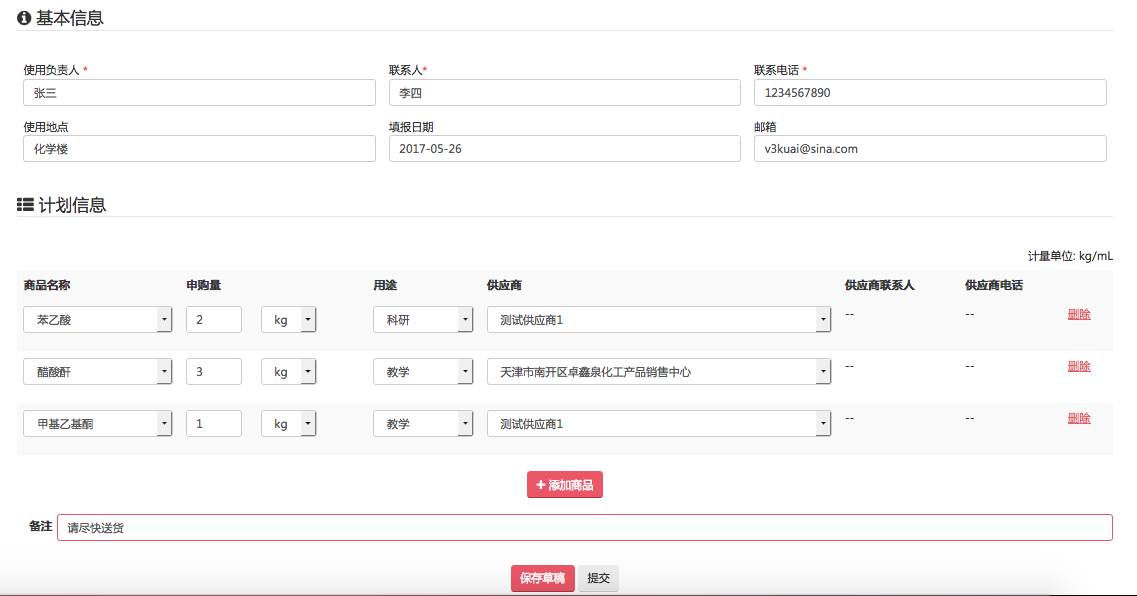 基本信息
使用负责人 * 联系人* 联系电话 *
张三 李四 1234567890
使用地点 填报日期 邮箱
化学楼 2017-05-26 v3kuai@sina.com
计划信息
计量单位: kg/mL
商品名称 申购量 用途 供应商 供应商联系人 供应商电话
苯乙酸 2 kg 科研 测试供应商1 -- -- 删除
醋酸酐 3 kg 教学 天津市南开区卓鑫泉化工产品销售中心 -- -- 删除
甲基乙基酮 1 kg 教学 测试供应商1 -- -- 删除
+ 添加商品
备注 请尽快送货
保存草稿 提交